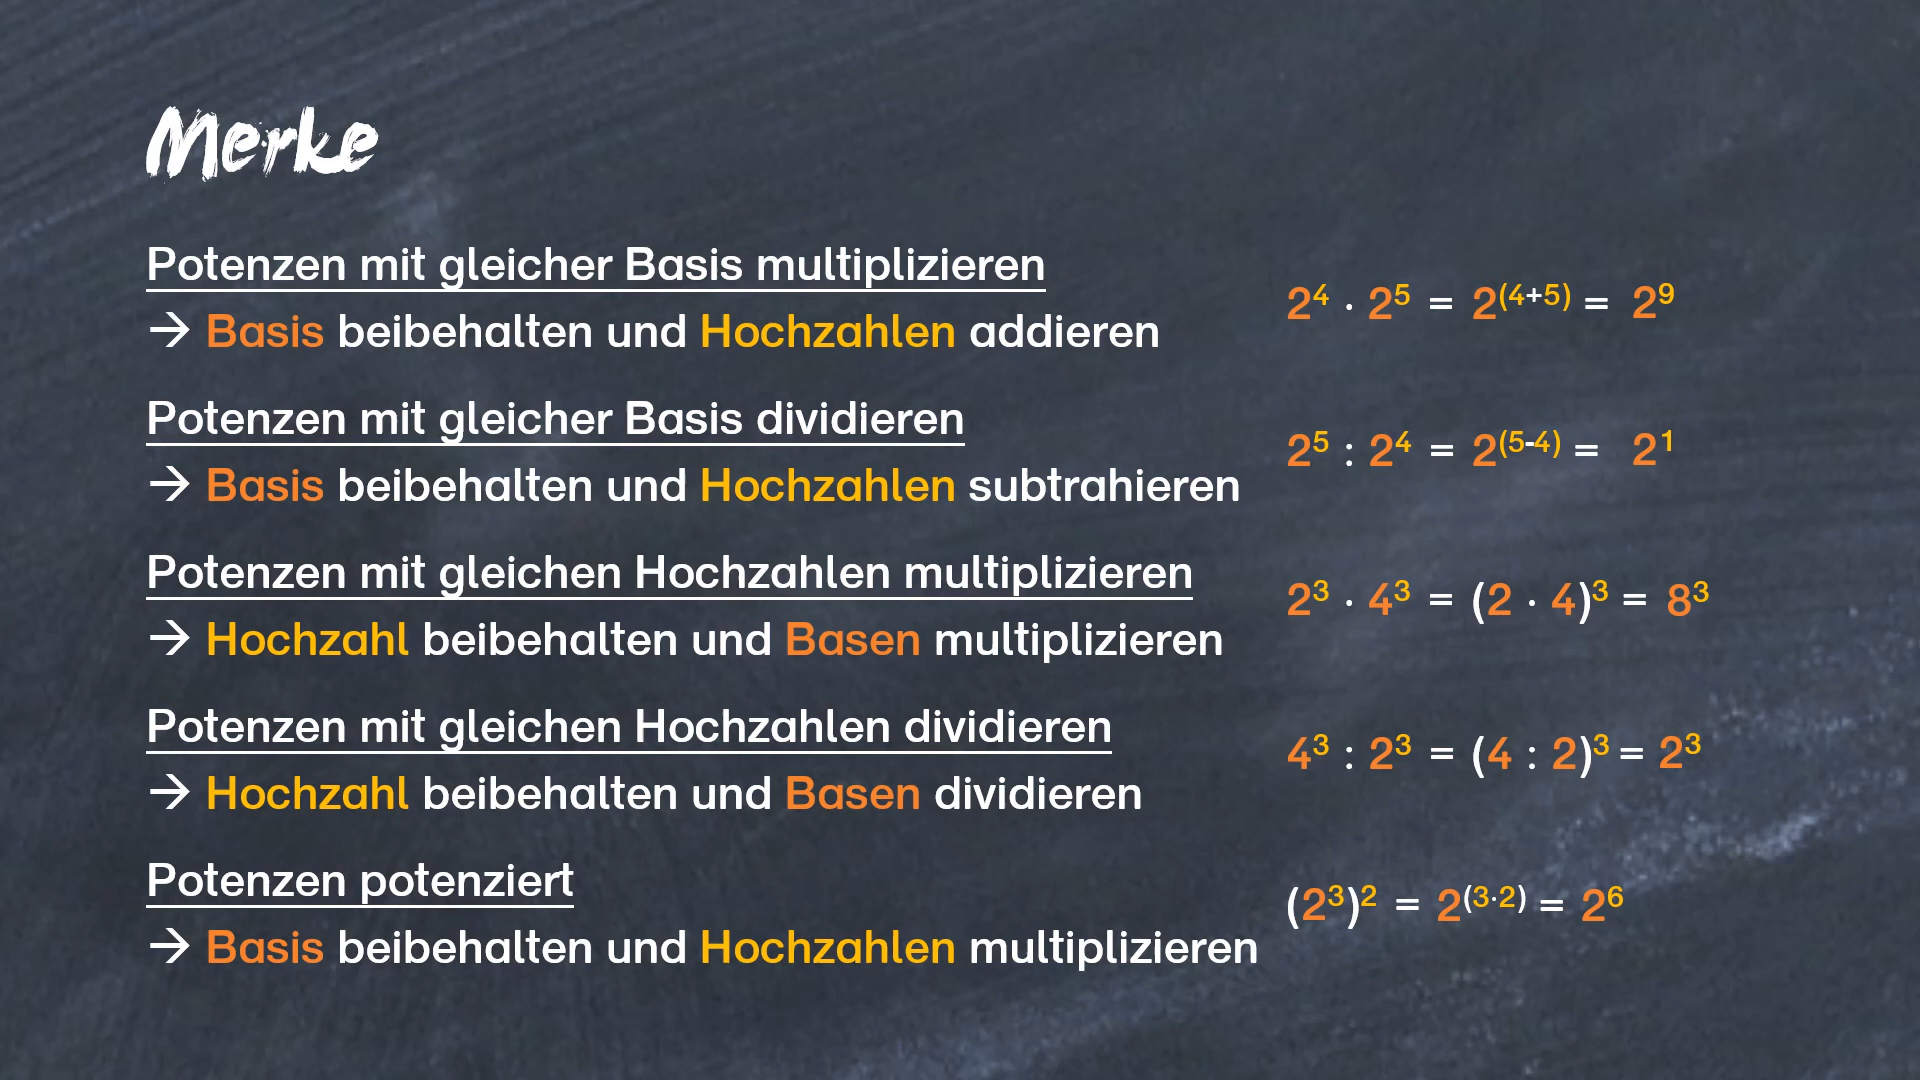 Merke
Potenzen mit gleicher Basis multiplizieren
→ Basis beibehalten und Hochzahlen addieren
2⁴ · 2⁵ = 2⁽⁴⁺⁵⁾ = 2⁹
Potenzen mit gleicher Basis dividieren
→ Basis beibehalten und Hochzahlen subtrahieren
2⁵ : 2⁴ = 2⁽⁵⁻⁴⁾ = 2¹
Potenzen mit gleichen Hochzahlen multiplizieren
→ Hochzahl beibehalten und Basen multiplizieren
2³ · 4³ = (2 · 4)³ = 8³
Potenzen mit gleichen Hochzahlen dividieren
→ Hochzahl beibehalten und Basen dividieren
4³ : 2³ = (4 : 2)³ = 2³
Potenzen potenziert
→ Basis beibehalten und Hochzahlen multiplizieren
(2³)² = 2⁽³·²⁾ = 2⁶